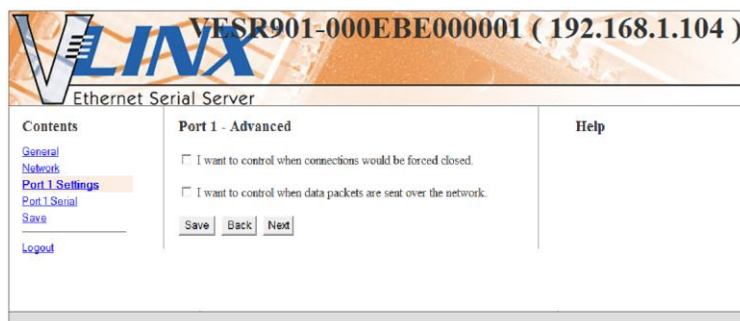 VESR901-000EBE000001 ( 192.168.1.104 )
VLINX
Ethernet Serial Server
Contents
General
Network
Port 1 Settings
Port 1 Serial
Save
Logout
Port 1 - Advanced
I want to control when connections would be forced closed.
I want to control when data packets are sent over the network.
Save Back Next
Help